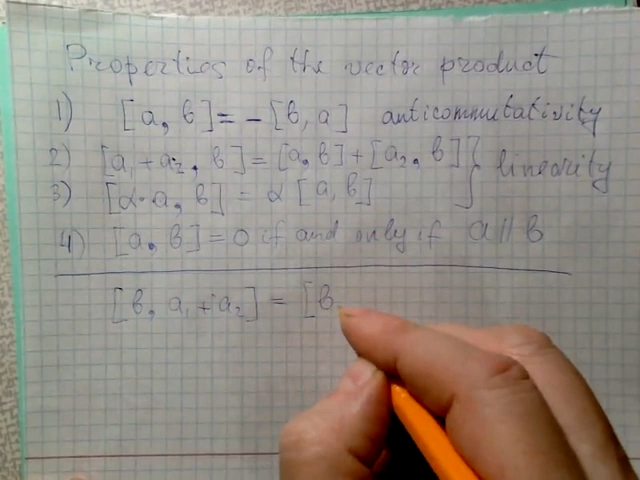 Properties of the vector product
1) [a, b] = - [b, a] anticommutativity
2) [a₁ + a₂, b] = [a, b] + [a₂, b] } linearity
3) [α· a, b] = α [a, b]
4) [a, b] = 0 if and only if a || b
[b, a₁ + a₂] = [b,